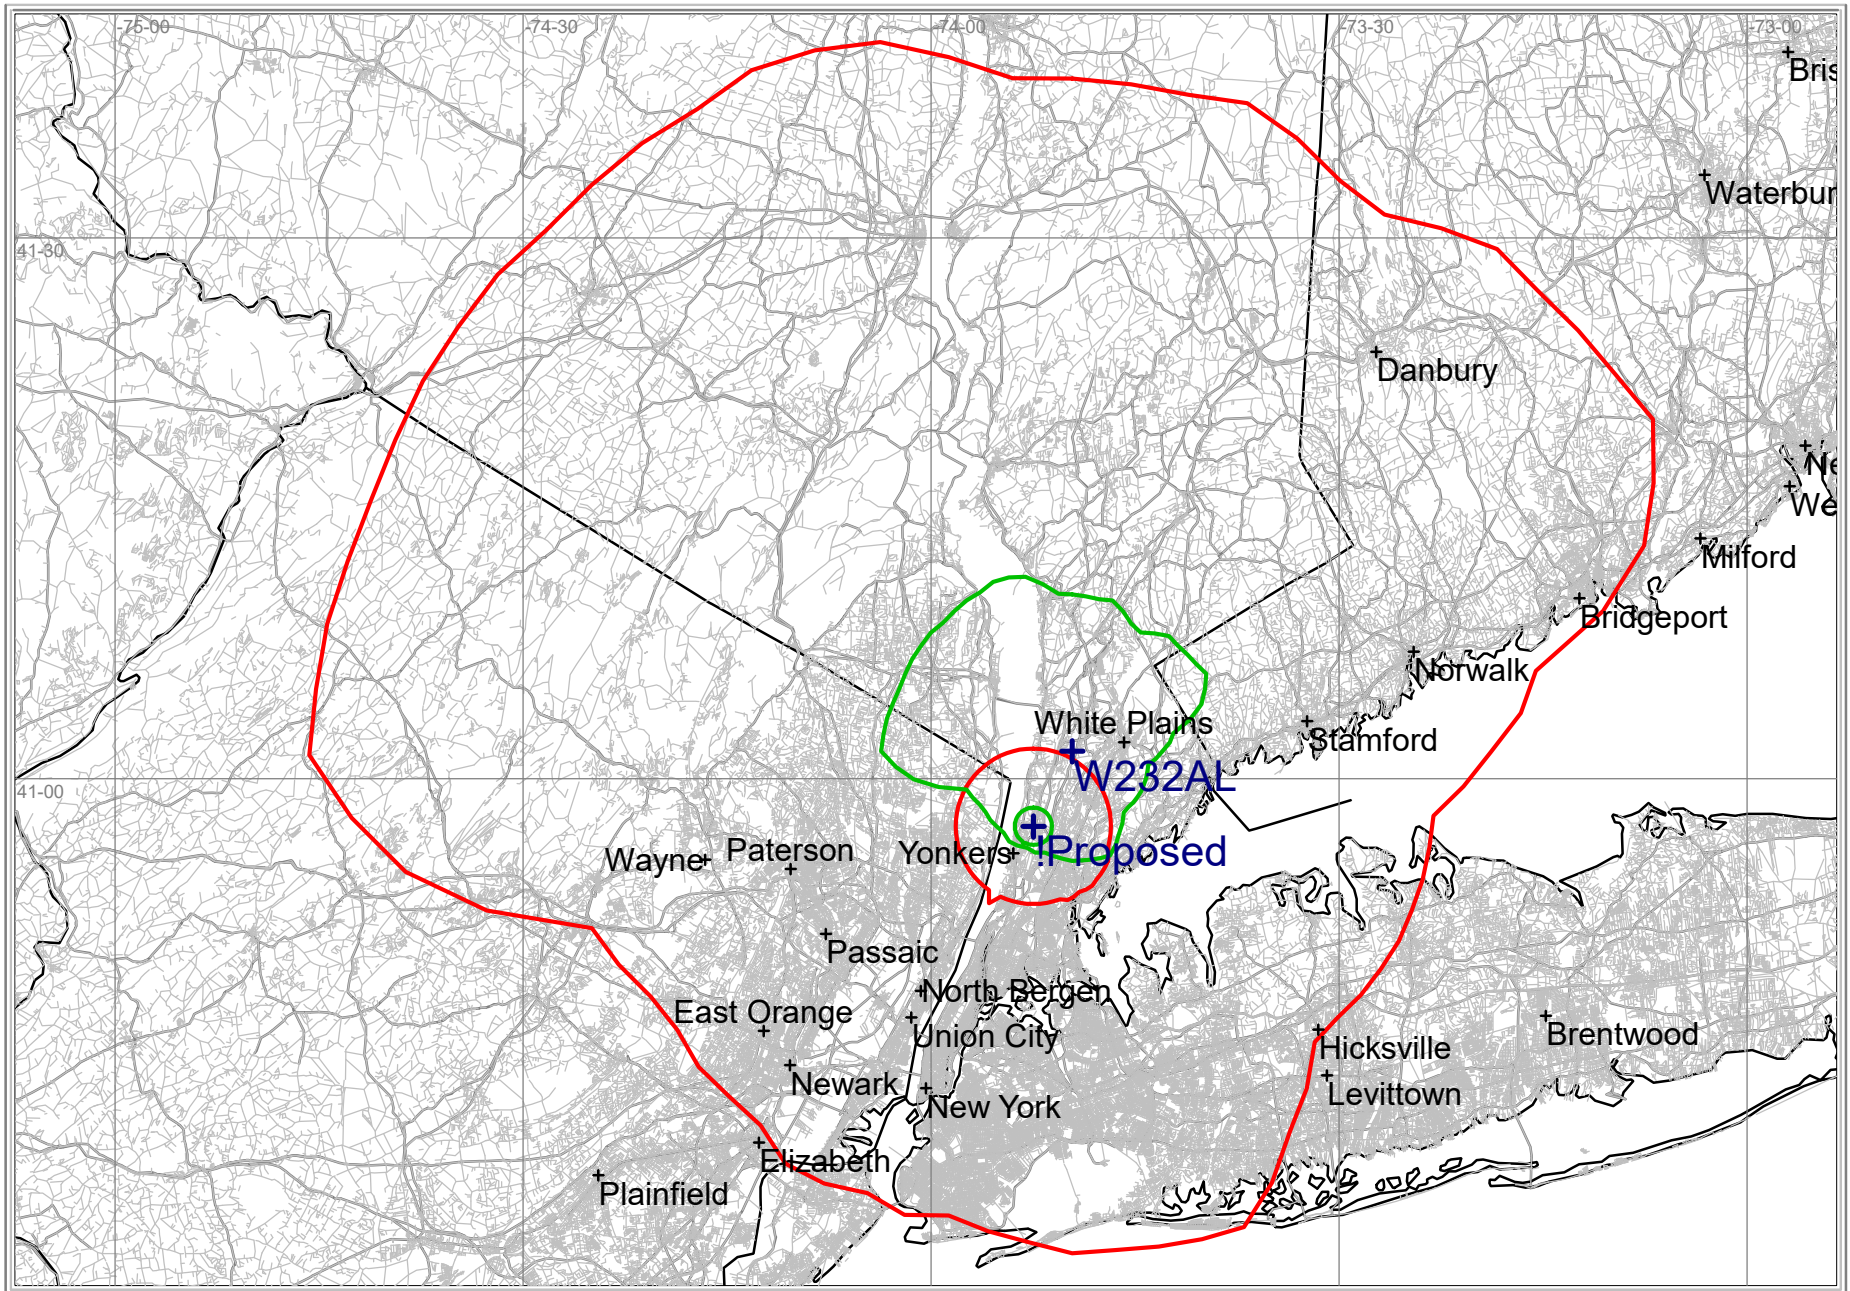 -75-00
-74-30
-74-00
-73-30
-73-00
Bris
Waterbur
41-30
Danbury
Ne
We
Milford
Bridgeport
Norwalk
White Plains
Stamford
W232AL
41-00
Wayne
Paterson
Yonkers
!Proposed
Passaic
North Bergen
East Orange
Union City
Hicksville
Brentwood
Newark
New York
Levittown
Elizabeth
Plainfield